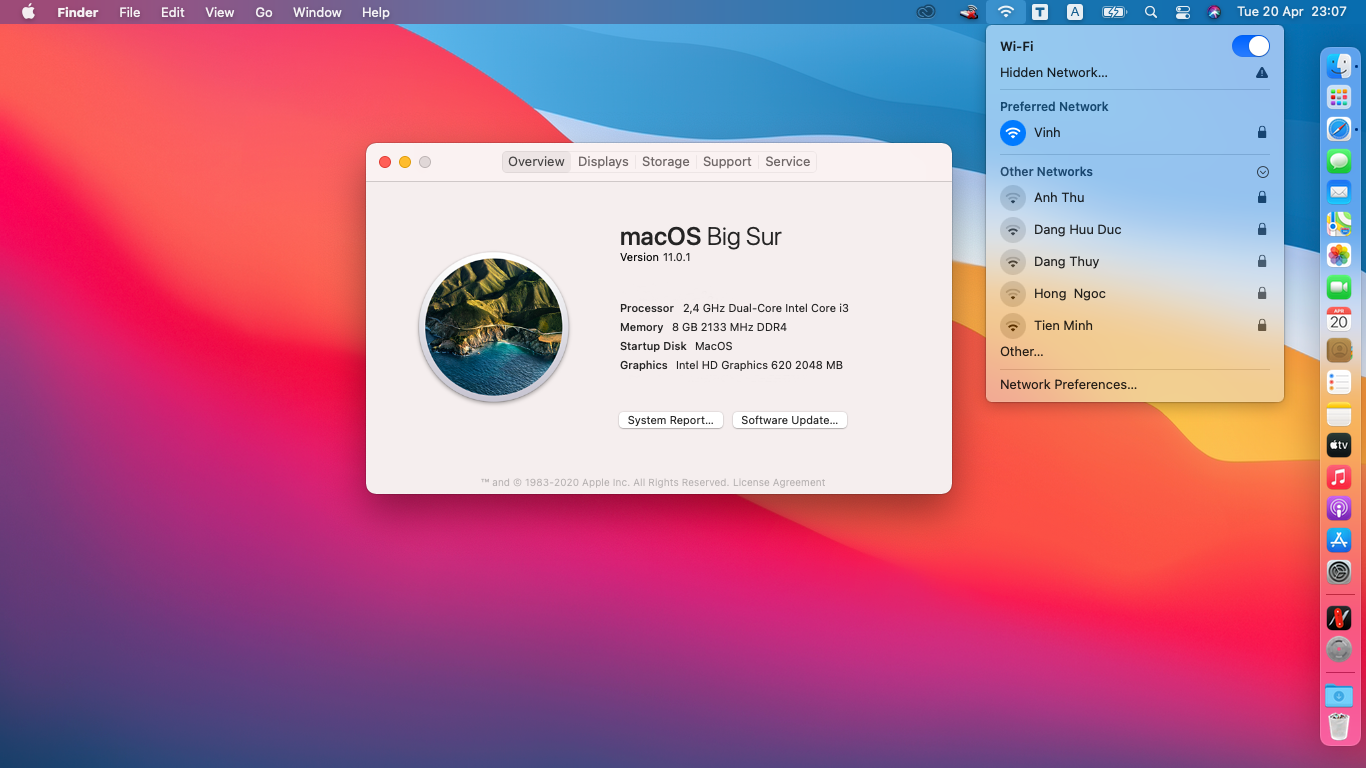 Finder File Edit View Go Window Help T A Tue 20 Apr 23:07
Wi-Fi
Hidden Network...
Preferred Network
Vinh
Other Networks
Anh Thu
Dang Huu Duc
Dang Thuy
Hong Ngoc
Tien Minh
Other...
Network Preferences...
Overview Displays Storage Support Service
macOS Big Sur
Version 11.0.1
Processor 2,4 GHz Dual-Core Intel Core i3
Memory 8 GB 2133 MHz DDR4
Startup Disk MacOS
Graphics Intel HD Graphics 620 2048 MB
System Report... Software Update...
™ and © 1983-2020 Apple Inc. All Rights Reserved. License Agreement
APR
20
tv